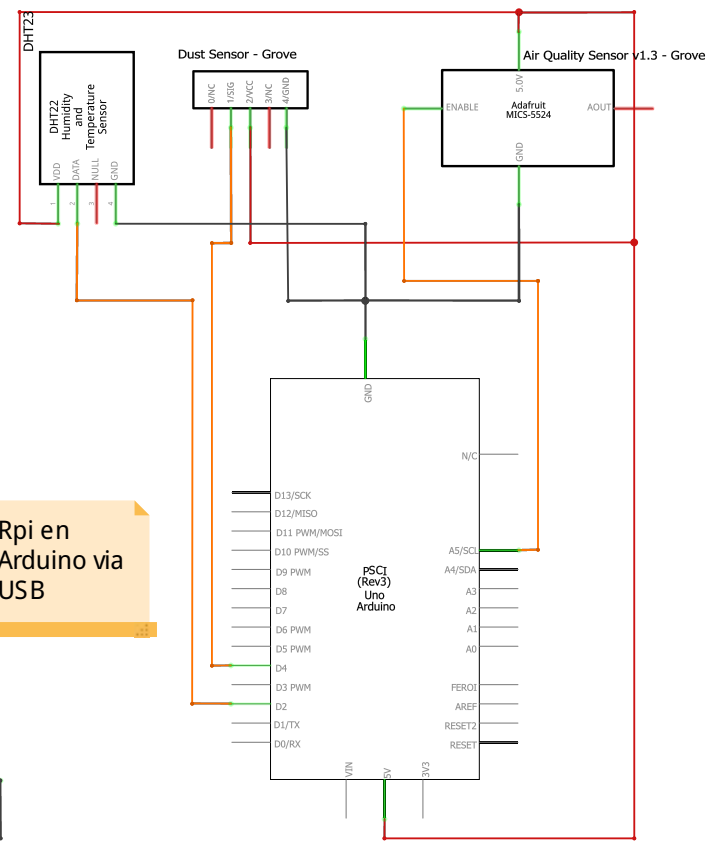 DHT23
Dust Sensor - Grove
Air Quality Sensor v1.3 - Grove
DHT22
Humidity
and
Temperature
Sensor
VDD
DATA
NULL
GND
1
2
3
4
0/NC
1/SIG
2/VCC
3/NC
4/GND
5.0V
ENABLE
Adafruit
MICS-5524
AOUT
GND
GND
N/C
D13/SCK
D12/MISO
D11 PWM/MOSI
D10 PWM/SS
D9 PWM
D8
D7
D6 PWM
D5 PWM
D4
D3 PWM
D2
D1/TX
D0/RX
PSCI
(Rev3)
Uno
Arduino
A5/SCL
A4/SDA
A3
A2
A1
A0
FEROI
AREF
RESET2
RESET
VIN
5V
3V3
Rpi en
Arduino via
USB